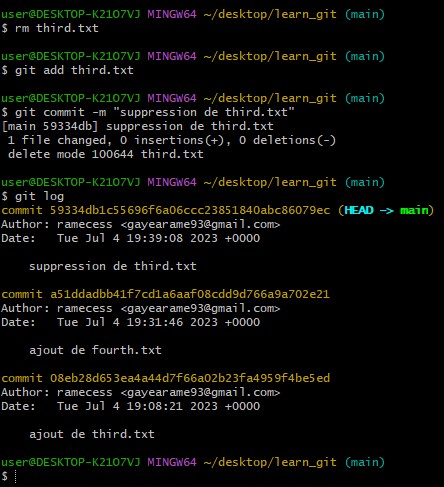 user@DESKTOP-K21O7VJ MINGW64 ~/desktop/learn_git (main)
$ rm third.txt
user@DESKTOP-K21O7VJ MINGW64 ~/desktop/learn_git (main)
$ git add third.txt
user@DESKTOP-K21O7VJ MINGW64 ~/desktop/learn_git (main)
$ git commit -m "suppression de third.txt"
[main 59334db] suppression de third.txt
1 file changed, 0 insertions(+), 0 deletions(-)
delete mode 100644 third.txt
user@DESKTOP-K21O7VJ MINGW64 ~/desktop/learn_git (main)
$ git log
commit 59334db1c55696f6a06ccc23851840abc86079ec (HEAD -> main)
Author: ramecess <gayearame93@gmail.com>
Date: Tue Jul 4 19:39:08 2023 +0000
suppression de third.txt
commit a51ddadbb41f7cd1a6aaf08cdd9d766a9a702e21
Author: ramecess <gayearame93@gmail.com>
Date: Tue Jul 4 19:31:46 2023 +0000
ajout de fourth.txt
commit 08eb28d653ea4a44d7f66a02b23fa4959f4be5ed
Author: ramecess <gayearame93@gmail.com>
Date: Tue Jul 4 19:08:21 2023 +0000
ajout de third.txt
user@DESKTOP-K21O7VJ MINGW64 ~/desktop/learn_git (main)
$